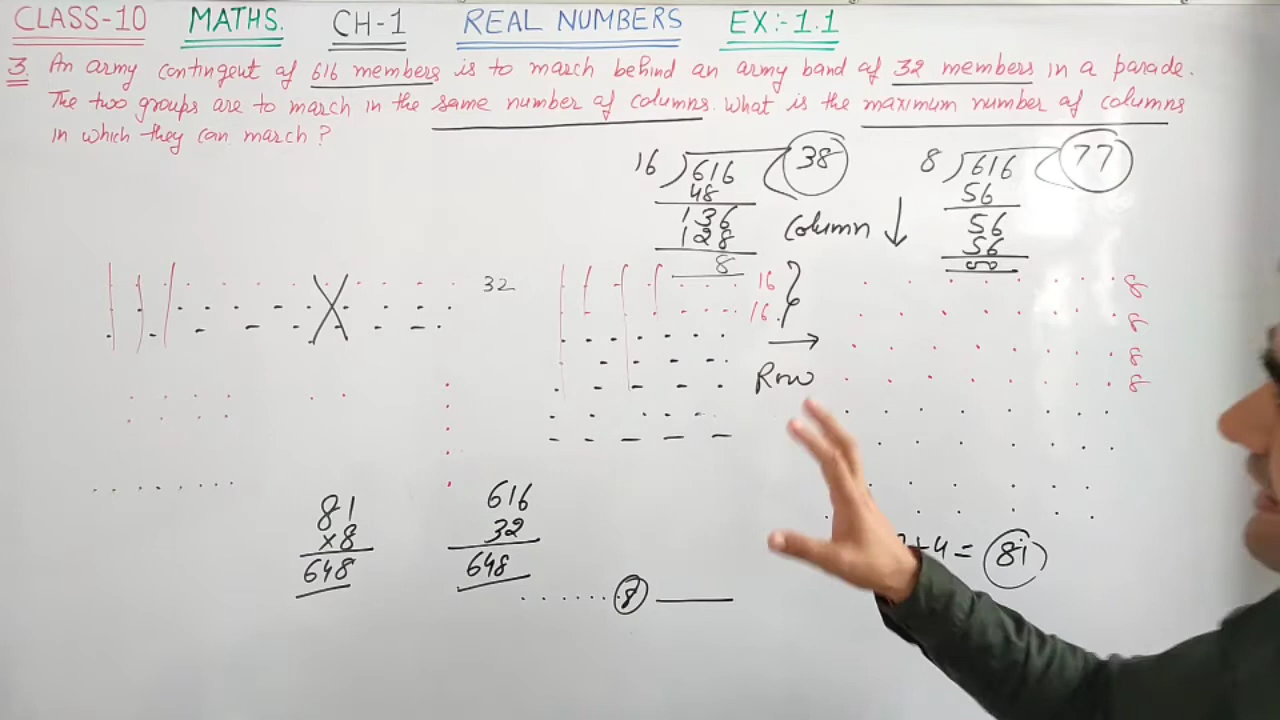 CLASS-10 MATHS. CH-1 REAL NUMBERS EX:-1.1
3. An army contingent of 616 members is to march behind an army band of 32 members in a parade.
The two groups are to march in the same number of columns. What is the maximum number of columns
in which they can march?
16 ) 616 ( 38
48
136
128
8
8 ) 616 ( 77
56
56
56
00
Column ↓
32
16
16
→
Row
8
8
8
8
81
×8
648
616
32
648
8
+4 = 81